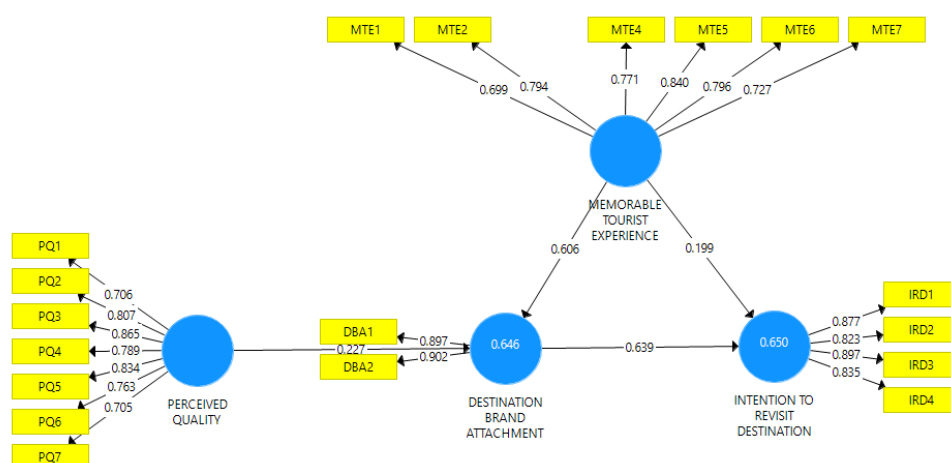 MTE1 MTE2 MTE4 MTE5 MTE6 MTE7
0.699 0.794 0.771 0.840 0.796 0.727
MEMORABLE
TOURIST
EXPERIENCE
0.606 0.199
PQ1
PQ2
PQ3
PQ4
PQ5
PQ6
PQ7
0.706
0.807
0.865
0.789
0.834
0.763
0.705
PERCEIVED
QUALITY
DBA1
DBA2
0.897
0.227
0.902
0.646
DESTINATION
BRAND
ATTACHMENT
0.639
0.650
INTENTION TO
REVISIT
DESTINATION
0.877
0.823
0.897
0.835
IRD1
IRD2
IRD3
IRD4